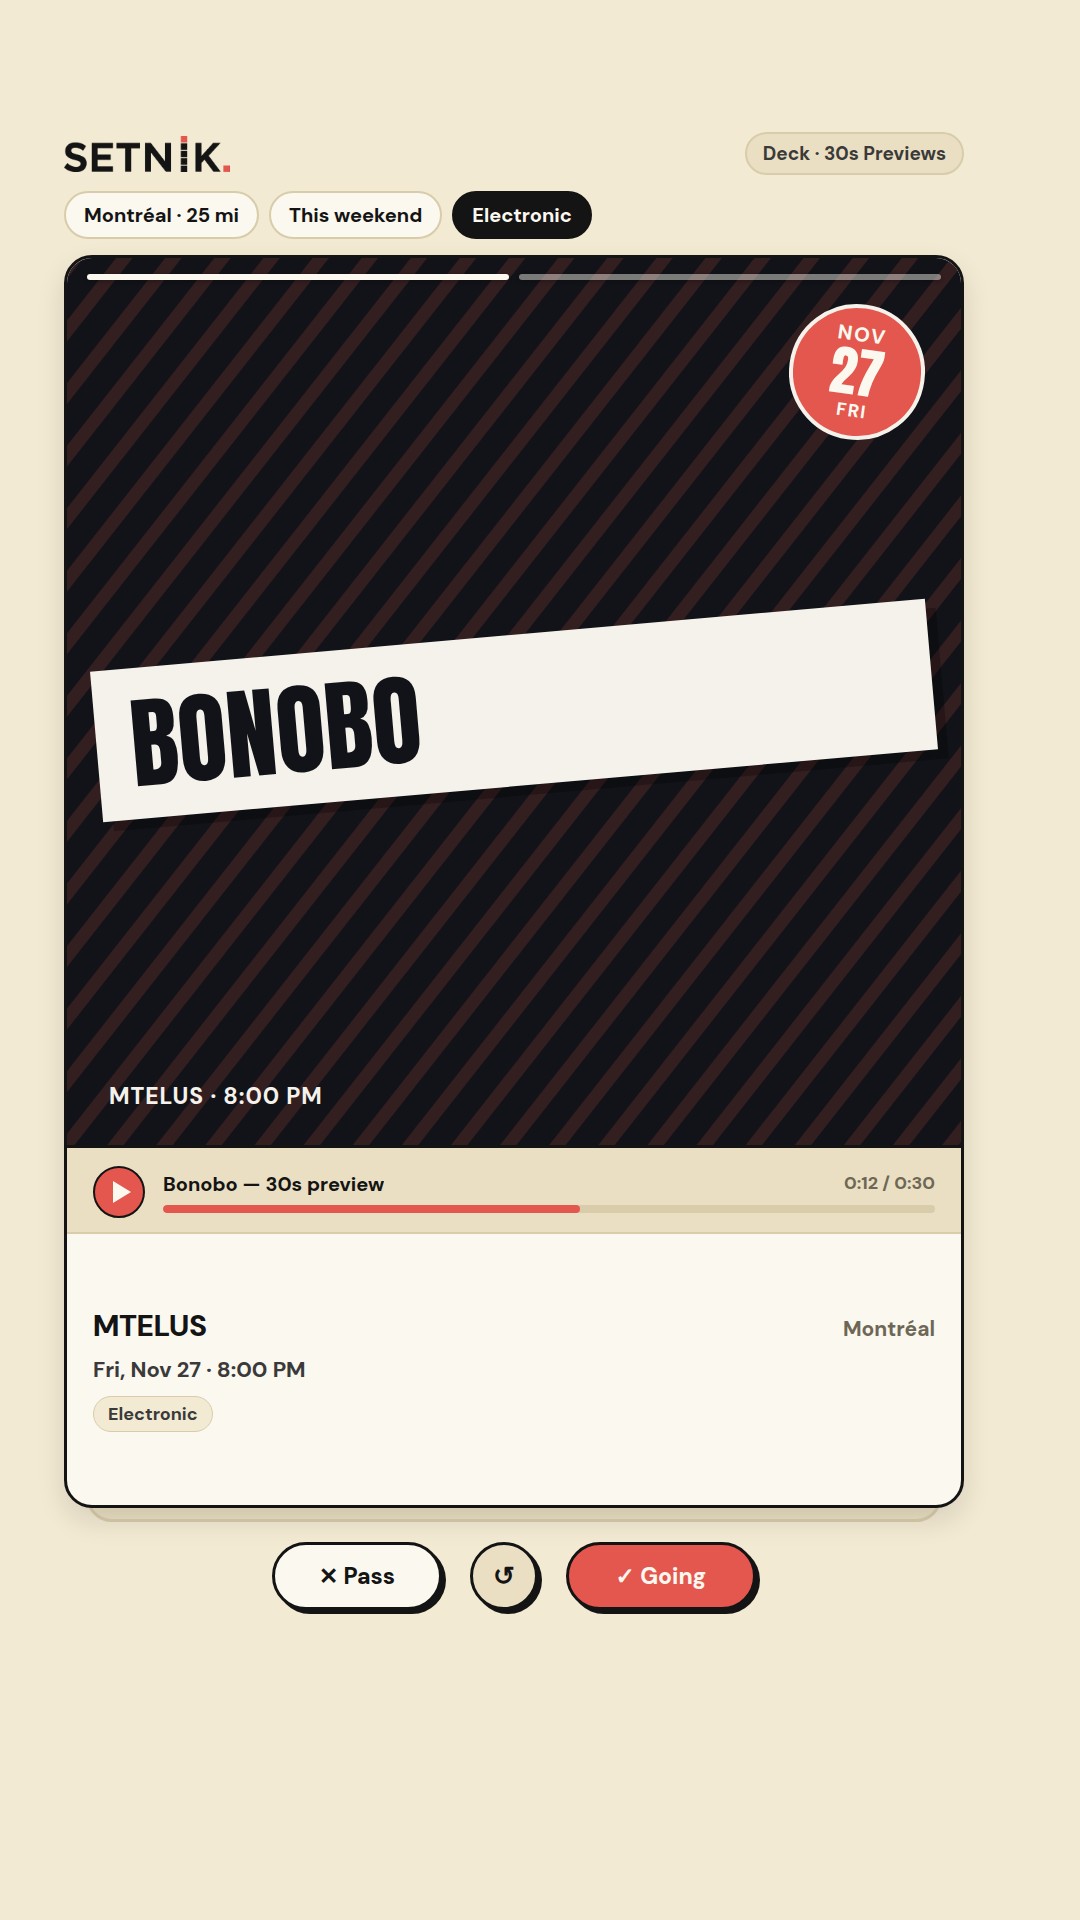 SETNIK.
Deck · 30s Previews
Montréal · 25 mi
This weekend
Electronic
NOV
27
FRI
BONOBO
MTELUS · 8:00 PM
Bonobo — 30s preview
0:12 / 0:30
MTELUS
Montréal
Fri, Nov 27 · 8:00 PM
Electronic
✕ Pass
↺
✓ Going